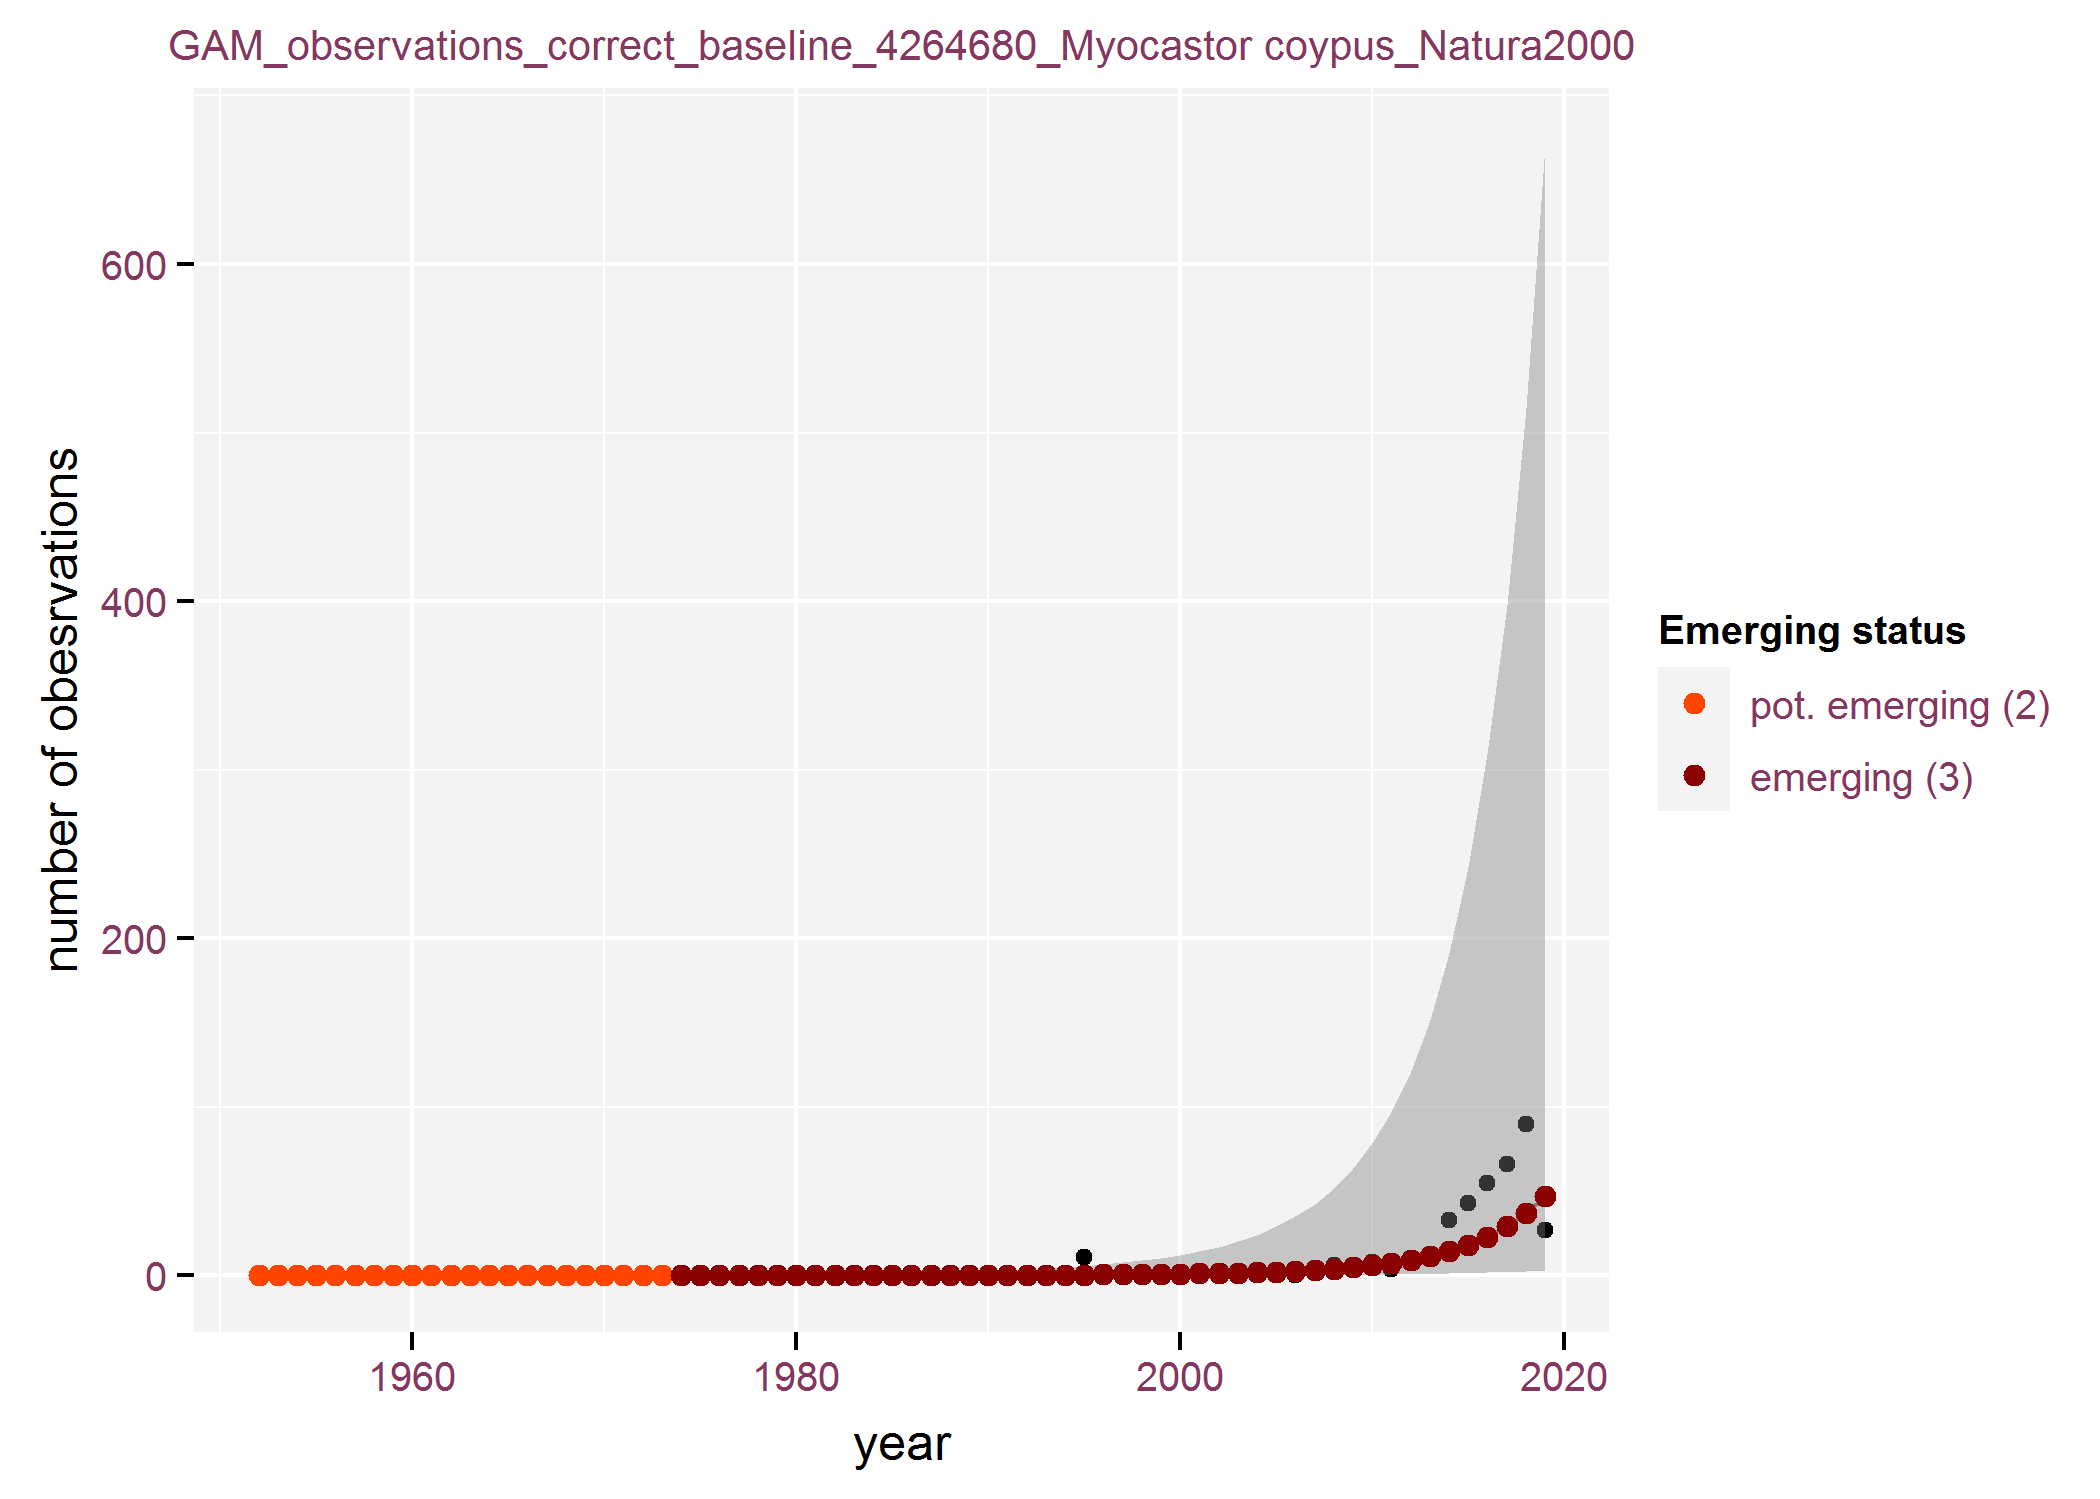 GAM_observations_correct_baseline_4264680_Myocastor coypus_Natura2000
number of obesrvations
600
400
200
0
1960
1980
2000
2020
year
Emerging status
pot. emerging (2)
emerging (3)